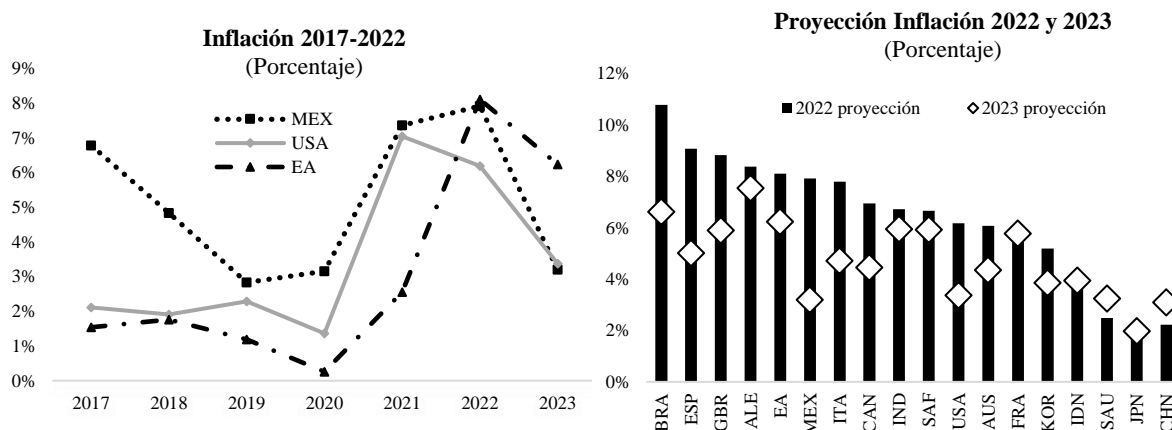 Inflación 2017-2022
(Porcentaje)
9%
8%
7%
6%
5%
4%
3%
2%
1%
0%
MEX
USA
EA
2017 2018 2019 2020 2021 2022 2023
Proyección Inflación 2022 y 2023
(Porcentaje)
12%
10%
8%
6%
4%
2%
0%
2022 proyección 2023 proyección
BRA
ESP
GBR
ALE
EA
MEX
ITA
CAN
IND
SAF
USA
AUS
FRA
KOR
IDN
SAU
JPN
CHN